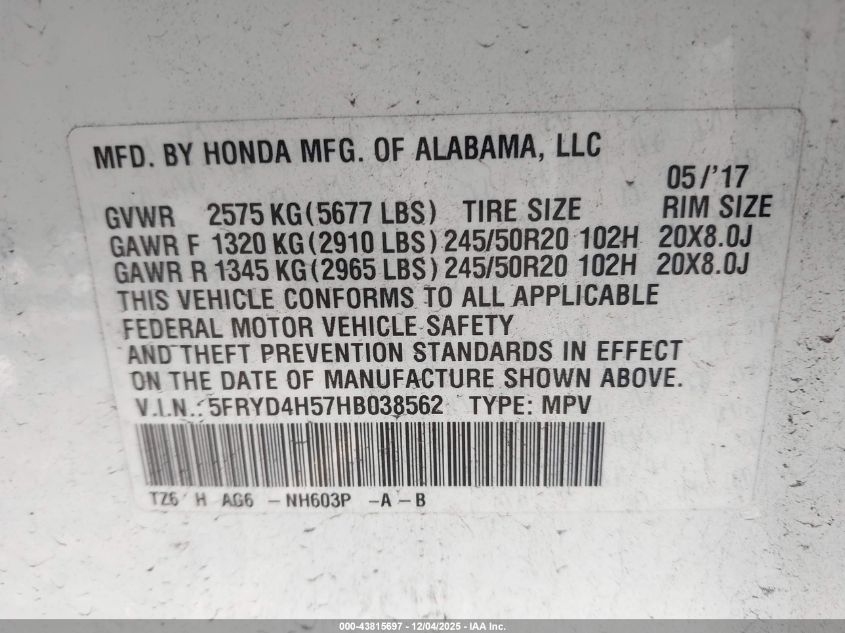 MFD. BY HONDA MFG. OF ALABAMA, LLC
05/'17
GVWR 2575 KG(5677 LBS) TIRE SIZE RIM SIZE
GAWR F 1320 KG(2910 LBS) 245/50R20 102H 20X8.0J
GAWR R 1345 KG(2965 LBS) 245/50R20 102H 20X8.0J
THIS VEHICLE CONFORMS TO ALL APPLICABLE
FEDERAL MOTOR VEHICLE SAFETY
AND THEFT PREVENTION STANDARDS IN EFFECT
ON THE DATE OF MANUFACTURE SHOWN ABOVE.
V.I.N.: 5FRYD4H57HB038562 TYPE: MPV
TZ6 H AG6 - NH603P -A-B
000-43815697 - 12/04/2025 - IAA Inc.